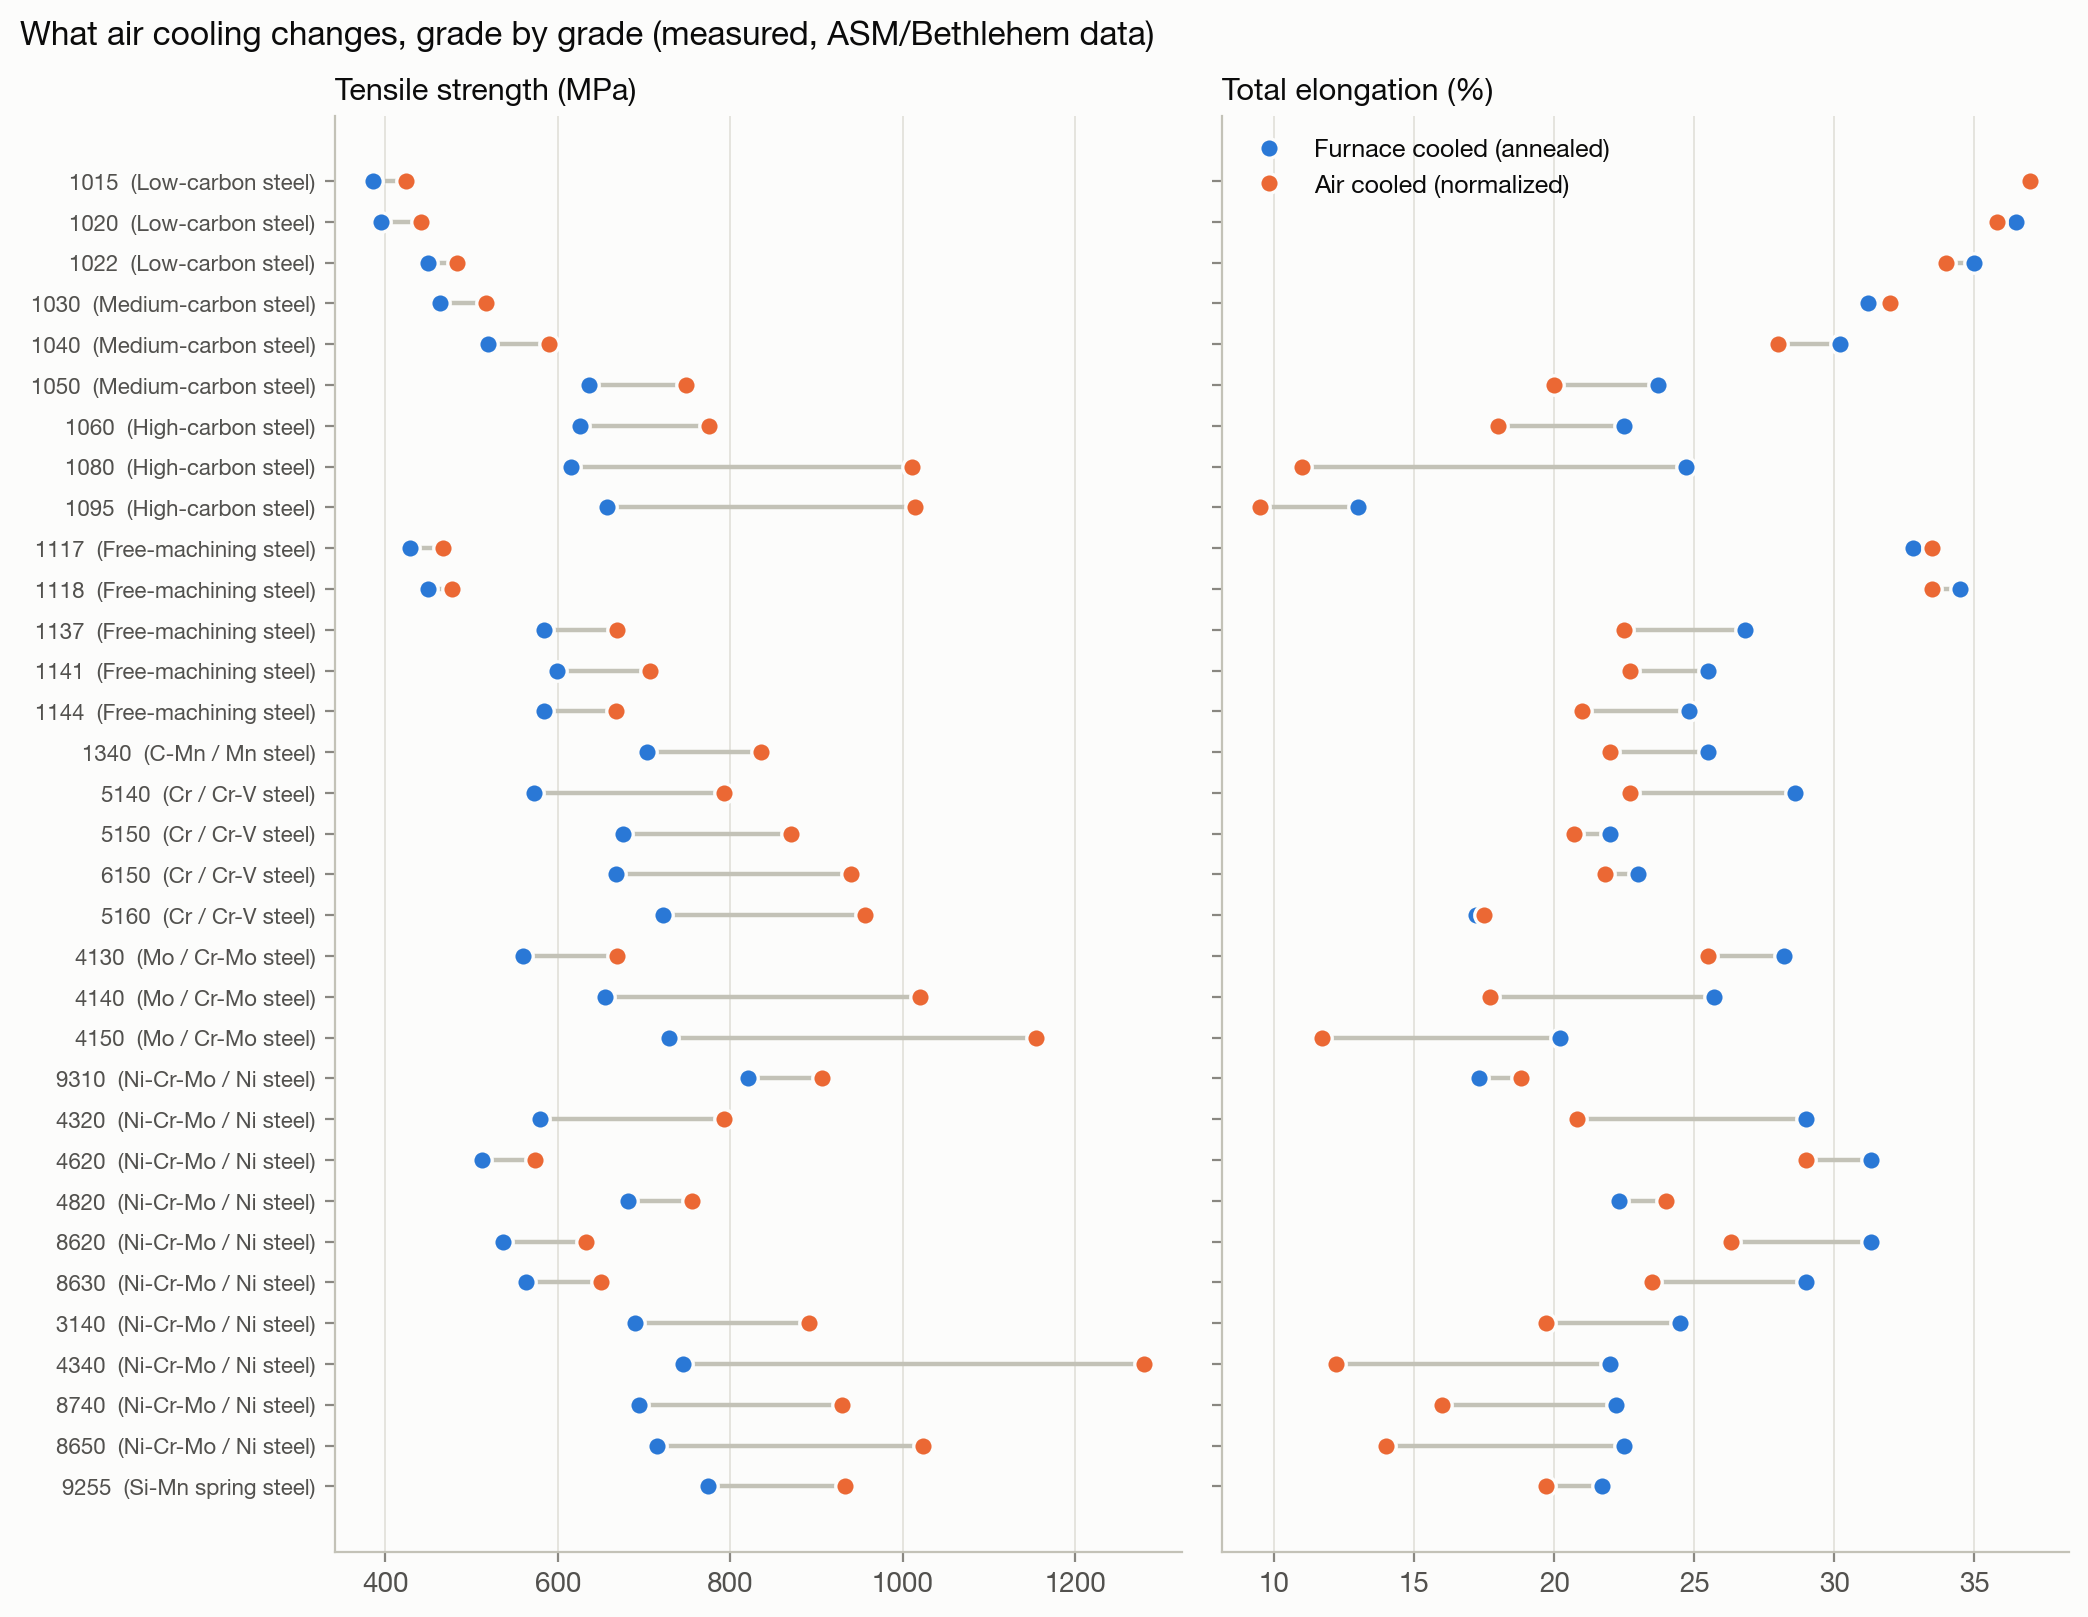 What air cooling changes, grade by grade (measured, ASM/Bethlehem data)
Tensile strength (MPa)
1015 (Low-carbon steel)
1020 (Low-carbon steel)
1022 (Low-carbon steel)
1030 (Medium-carbon steel)
1040 (Medium-carbon steel)
1050 (Medium-carbon steel)
1060 (High-carbon steel)
1080 (High-carbon steel)
1095 (High-carbon steel)
1117 (Free-machining steel)
1118 (Free-machining steel)
1137 (Free-machining steel)
1141 (Free-machining steel)
1144 (Free-machining steel)
1340 (C-Mn / Mn steel)
5140 (Cr / Cr-V steel)
5150 (Cr / Cr-V steel)
6150 (Cr / Cr-V steel)
5160 (Cr / Cr-V steel)
4130 (Mo / Cr-Mo steel)
4140 (Mo / Cr-Mo steel)
4150 (Mo / Cr-Mo steel)
9310 (Ni-Cr-Mo / Ni steel)
4320 (Ni-Cr-Mo / Ni steel)
4620 (Ni-Cr-Mo / Ni steel)
4820 (Ni-Cr-Mo / Ni steel)
8620 (Ni-Cr-Mo / Ni steel)
8630 (Ni-Cr-Mo / Ni steel)
3140 (Ni-Cr-Mo / Ni steel)
4340 (Ni-Cr-Mo / Ni steel)
8740 (Ni-Cr-Mo / Ni steel)
8650 (Ni-Cr-Mo / Ni steel)
9255 (Si-Mn spring steel)
400 600 800 1000 1200
Total elongation (%)
Furnace cooled (annealed)
Air cooled (normalized)
10 15 20 25 30 35